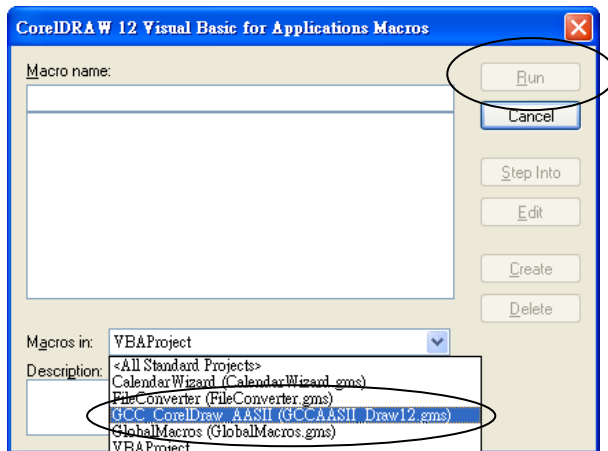 CorelDRAW 12 Visual Basic for Applications Macros
Macro name:
Run
Cancel
Step Into
Edit
Create
Delete
Macros in: VBAProject
Description:
<All Standard Projects>
CalendarWizard (CalendarWizard.gms)
FileConverter (FileConverter.gms)
GCC_CorelDraw_AASII (GCCAASII_Draw12.gms)
GlobalMacros (GlobalMacros.gms)
VBAProject